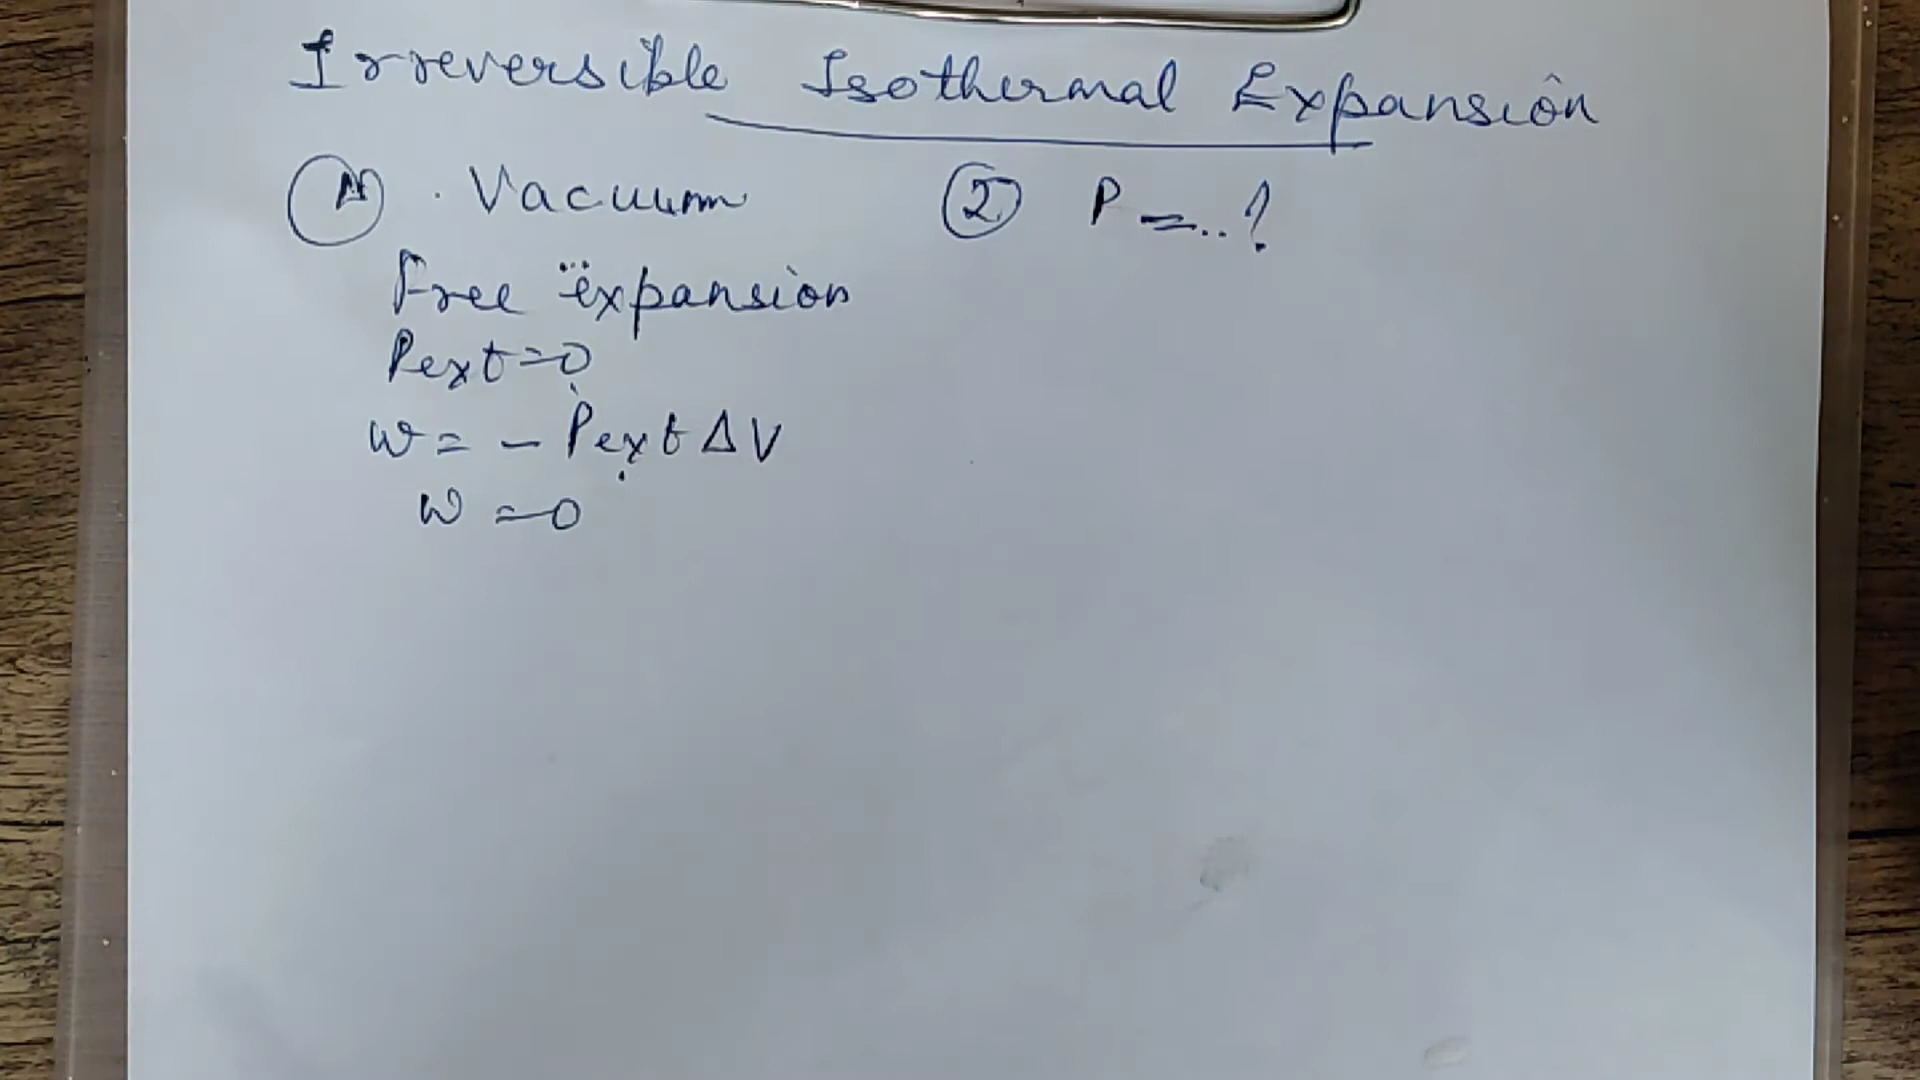 Irreversible Isothermal Expansion
① Vacuum
Free expansion
Pext=0
w = - Pext ΔV
w = 0
② P = ..?